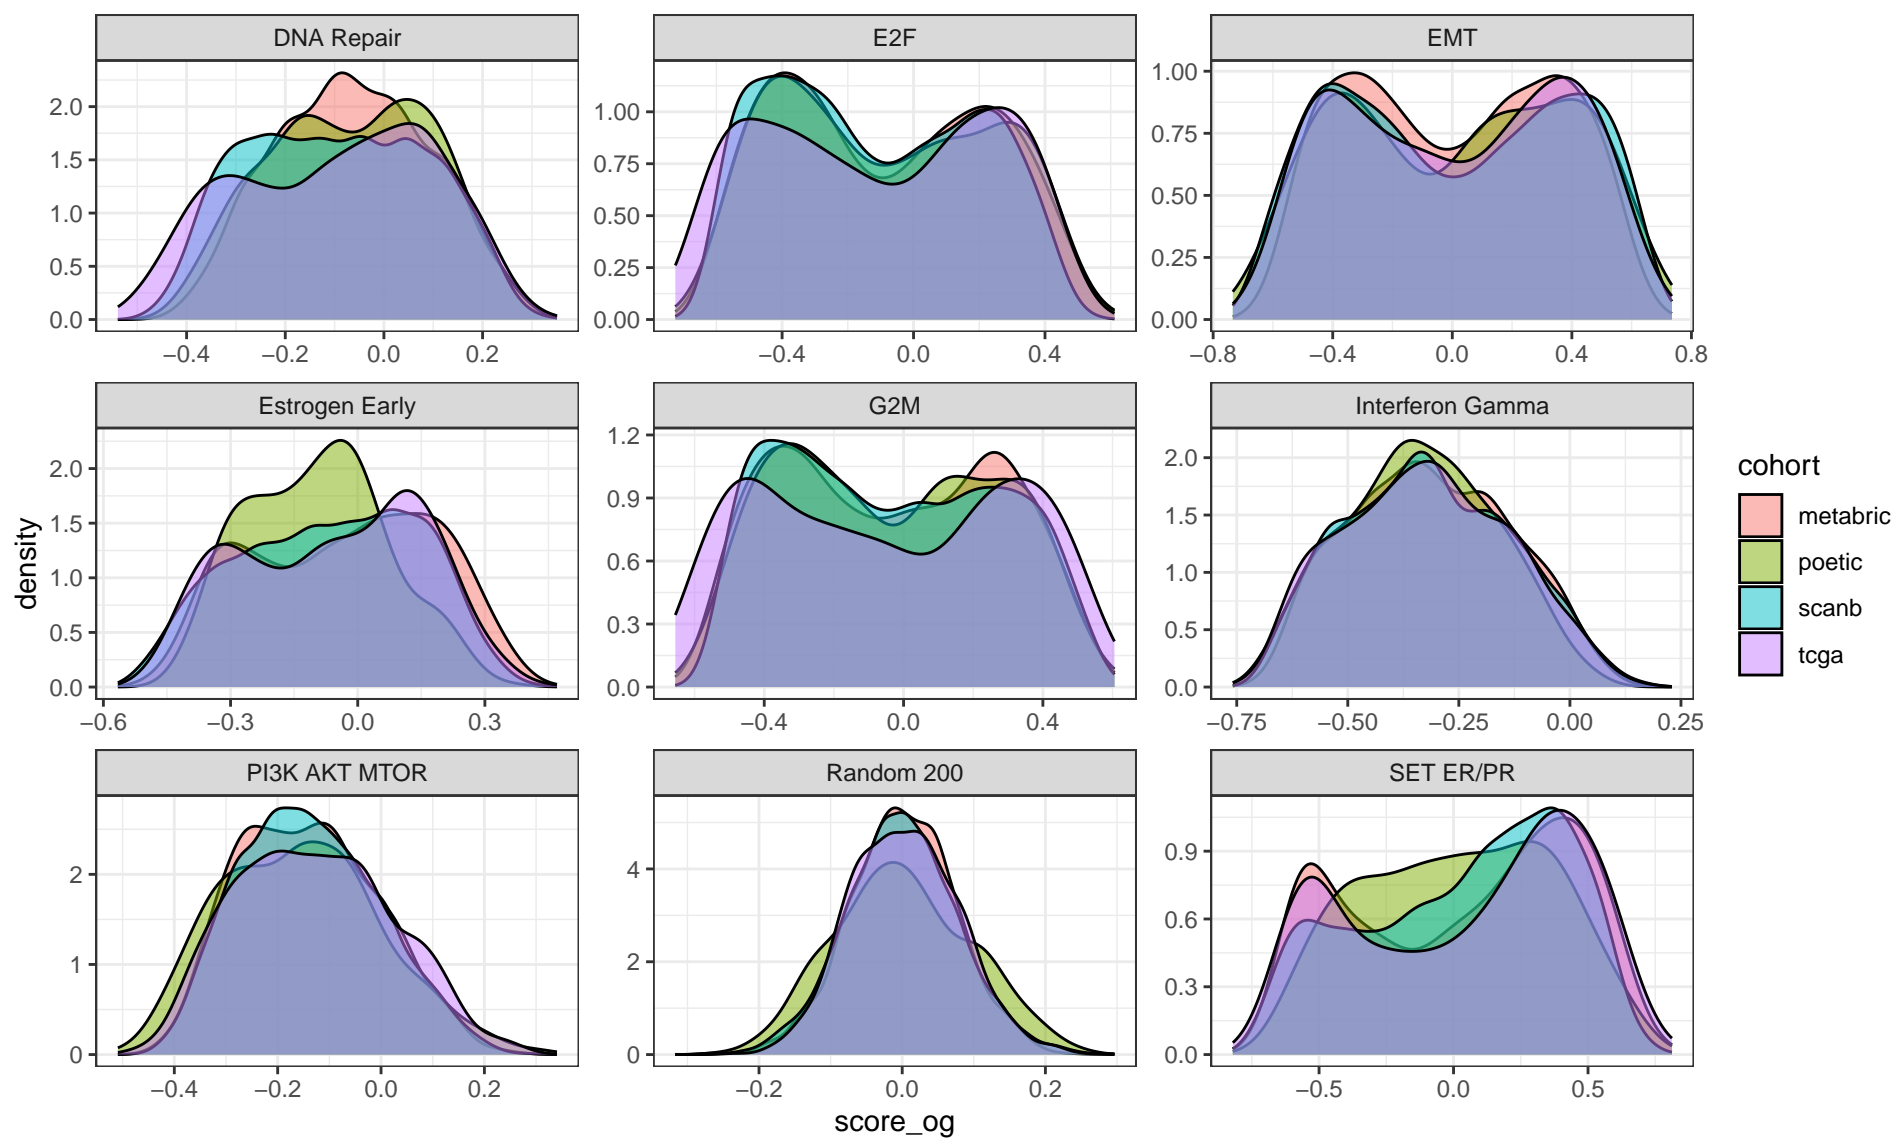 DNA Repair
E2F
EMT
2.0
1.5
1.0
0.5
0.0
−0.4 −0.2 0.0 0.2
1.00
0.75
0.50
0.25
0.00
−0.4 0.0 0.4
1.00
0.75
0.50
0.25
0.00
−0.8 −0.4 0.0 0.4 0.8
Estrogen Early
G2M
Interferon Gamma
2.0
1.5
1.0
0.5
0.0
−0.6 −0.3 0.0 0.3
1.2
0.9
0.6
0.3
0.0
−0.4 0.0 0.4
2.0
1.5
1.0
0.5
0.0
−0.75 −0.50 −0.25 0.00 0.25
PI3K AKT MTOR
Random 200
SET ER/PR
2
1
0
−0.4 −0.2 0.0 0.2
4
2
0
−0.2 0.0 0.2
0.9
0.6
0.3
0.0
−0.5 0.0 0.5
density
score_og
cohort
metabric
poetic
scanb
tcga